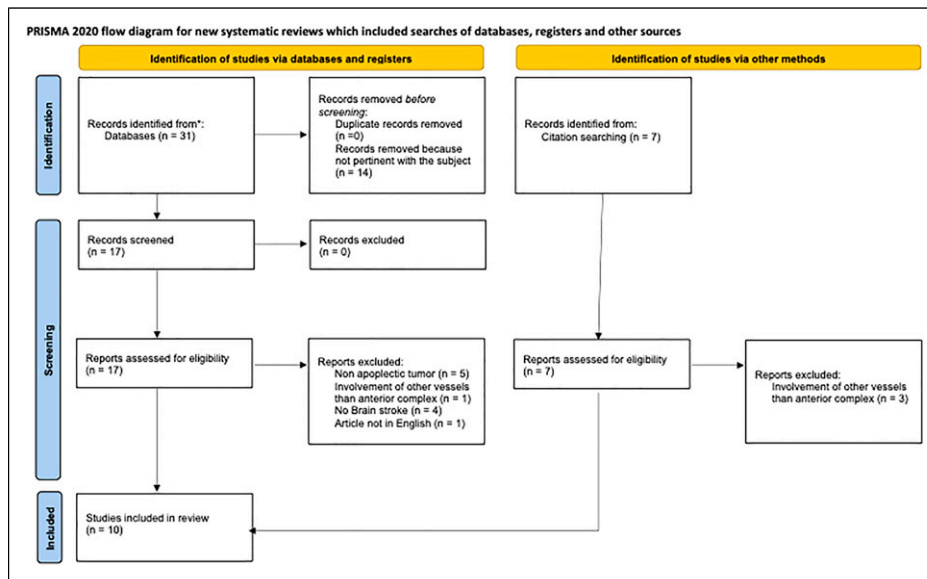 PRISMA 2020 flow diagram for new systematic reviews which included searches of databases, registers and other sources
Identification of studies via databases and registers
Identification of studies via other methods
Identification
Records identified from*:
Databases (n = 31)
Records removed before
screening:
Duplicate records removed
(n =0)
Records removed because
not pertinent with the subject
(n = 14)
Records identified from:
Citation searching (n = 7)
Screening
Records screened
(n = 17)
Records excluded
(n = 0)
Reports assessed for eligibility
(n = 17)
Reports excluded:
Non apoplectic tumor (n = 5)
Involvement of other vessels
than anterior complex (n = 1)
No Brain stroke (n = 4)
Article not in English (n = 1)
Reports assessed for eligibility
(n = 7)
Reports excluded:
Involvement of other vessels
than anterior complex (n = 3)
Included
Studies included in review
(n = 10)